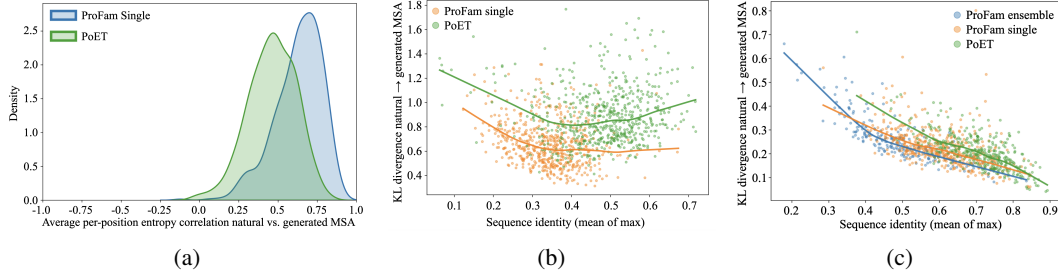 ProFam Single
PoET
Density
2.5
2.0
1.5
1.0
0.5
0.0
-1.0 -0.75 -0.5 -0.25 0.0 0.25 0.5 0.75 1.0
Average per-position entropy correlation natural vs. generated MSA
(a)
ProFam single
PoET
KL divergence natural → generated MSA
1.8
1.6
1.4
1.2
1.0
0.8
0.6
0.4
0.1 0.2 0.3 0.4 0.5 0.6 0.7
Sequence identity (mean of max)
(b)
ProFam ensemble
ProFam single
PoET
KL divergence natural → generated MSA
0.8
0.7
0.6
0.5
0.4
0.3
0.2
0.1
0.2 0.3 0.4 0.5 0.6 0.7 0.8 0.9
Sequence identity (mean of max)
(c)